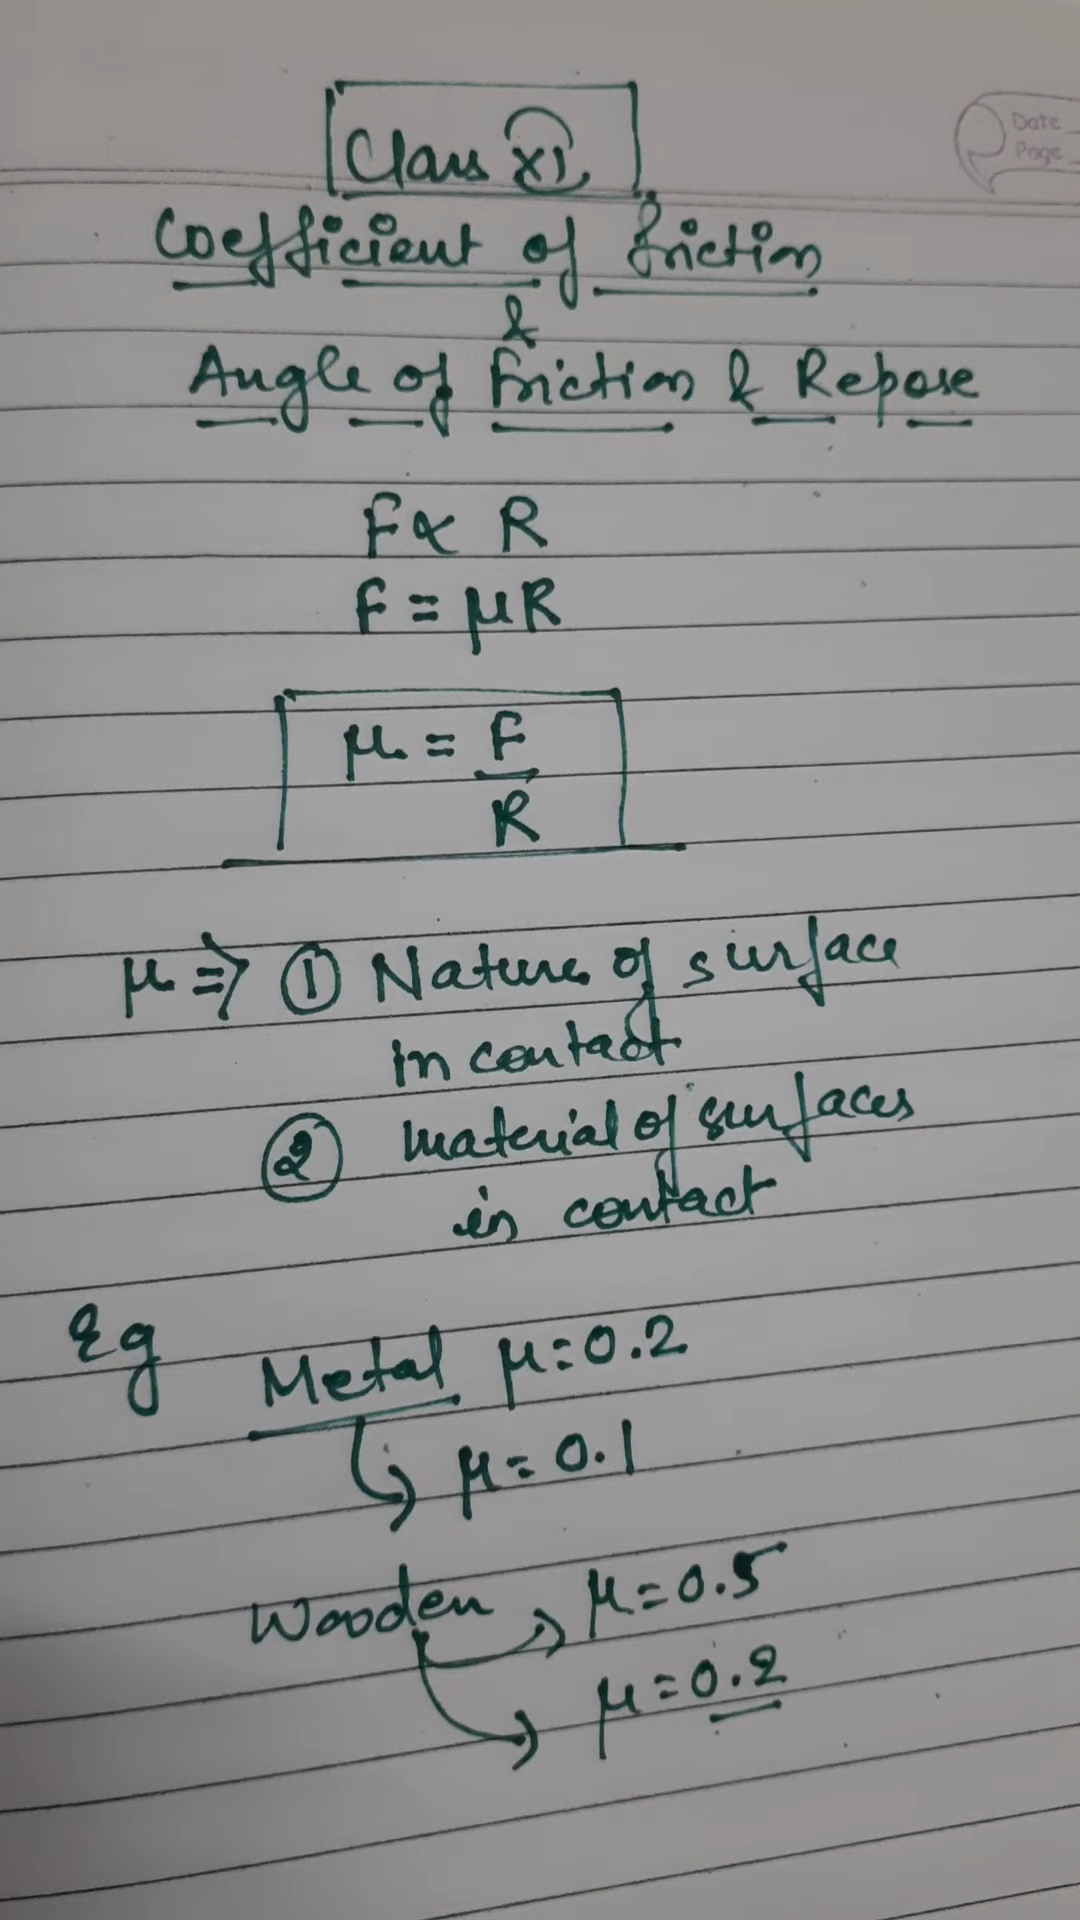 Class XI
Coefficient of friction
&
Angle of friction & Repose
F ∝ R
F = μR
μ = F
R
μ ⇒ ① Nature of surface
in contact
② material of surfaces
in contact
Eg
Metal μ=0.2
μ=0.1
Wooden μ=0.5
μ=0.2
Date
Page